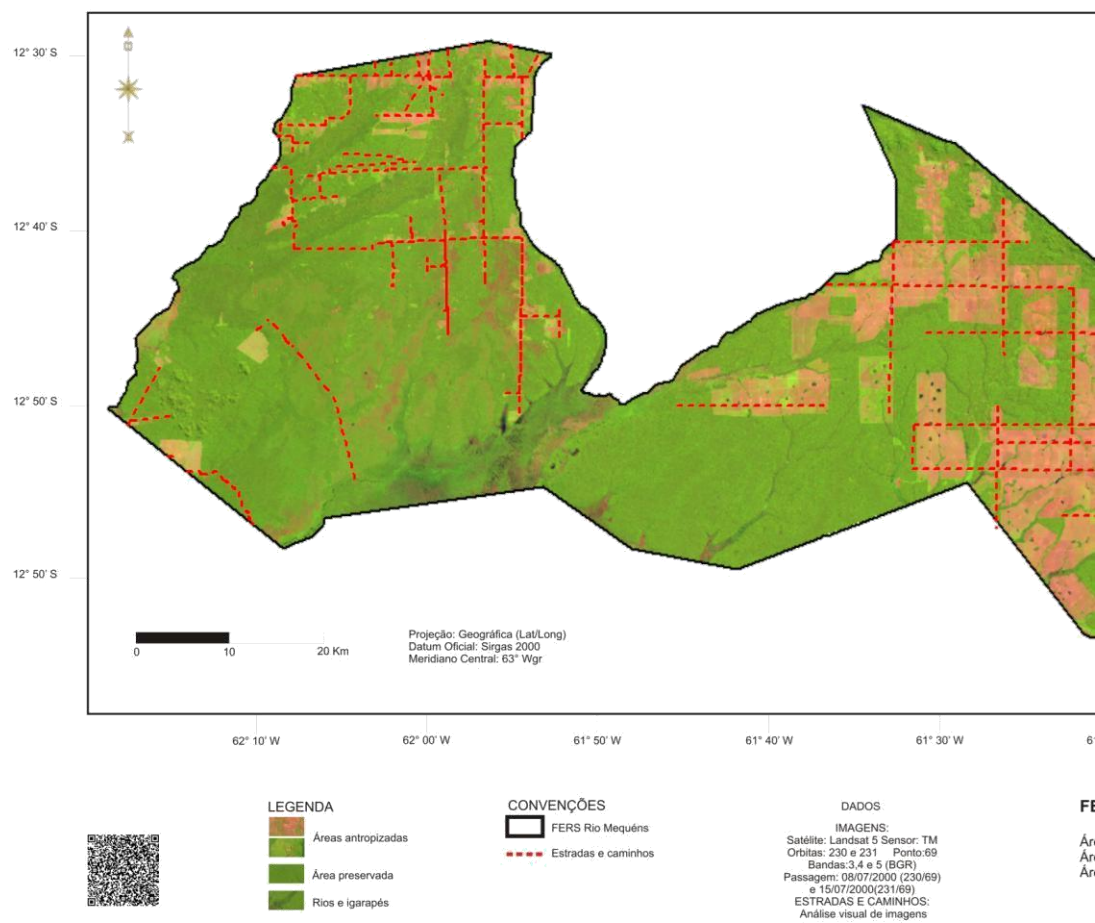 12° 30' S
12° 40' S
12° 50' S
12° 50' S
0 10 20 Km
Projeção: Geográfica (Lat/Long)
Datum Oficial: Sirgas 2000
Meridiano Central: 63° Wgr
62° 10' W 62° 00' W 61° 50' W 61° 40' W 61° 30' W
LEGENDA
Áreas antropizadas
Área preservada
Rios e igarapés
CONVENÇÕES
FERS Rio Mequéns
Estradas e caminhos
DADOS
IMAGENS:
Satélite: Landsat 5 Sensor: TM
Orbitas: 230 e 231 Ponto:69
Bandas:3,4 e 5 (BGR)
Passagem: 08/07/2000 (230/69)
e 15/07/2000(231/69)
ESTRADAS E CAMINHOS:
Análise visual de imagens